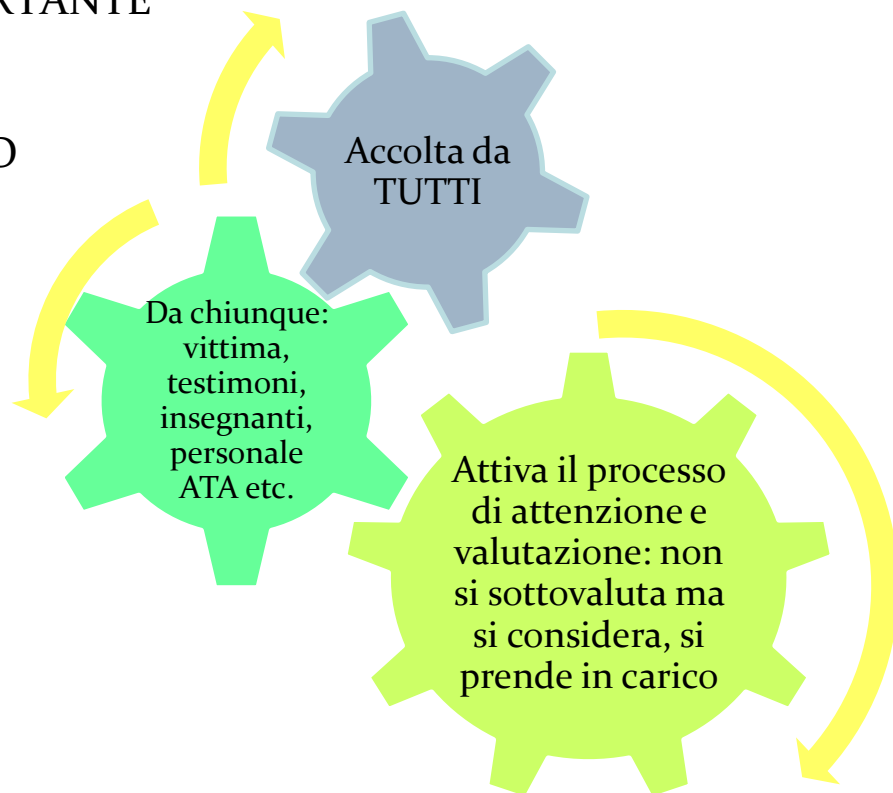 RTANTE
O
Accolta da
TUTTI
Da chiunque:
vittima,
testimoni,
insegnanti,
personale
ATA etc.
Attiva il processo
di attenzione e
valutazione: non
si sottovaluta ma
si considera, si
prende in carico